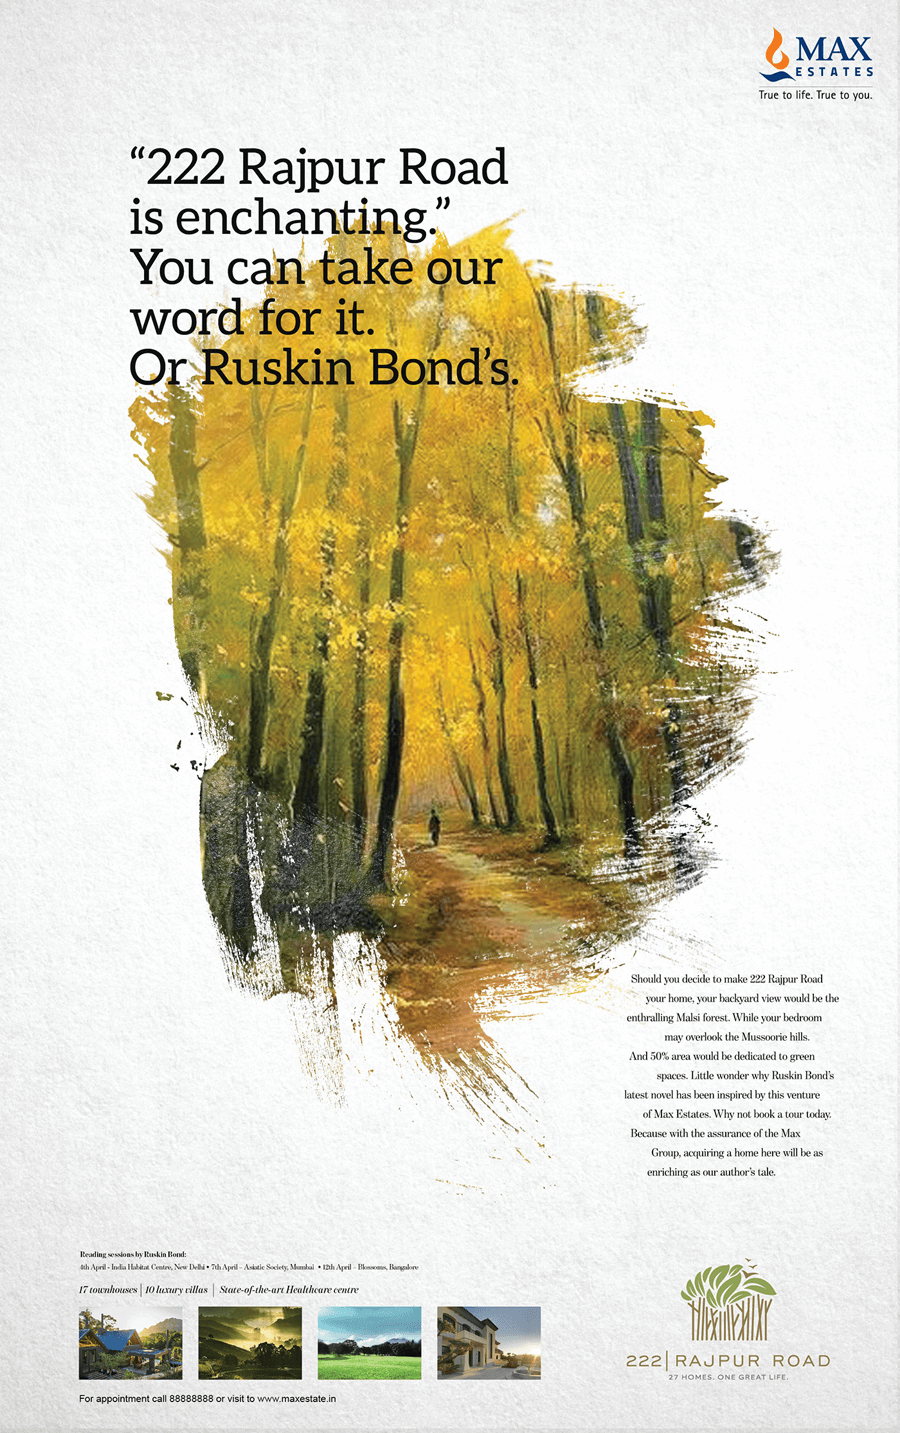 MAX
ESTATES
True to life. True to you.
“222 Rajpur Road
is enchanting.”
You can take our
word for it.
Or Ruskin Bond’s.
Should you decide to make 222 Rajpur Road
your home, your backyard view would be the
enthralling Malsi forest. While your bedroom
may overlook the Mussoorie hills.
And 50% area would be dedicated to green
spaces. Little wonder why Ruskin Bond’s
latest novel has been inspired by this venture
of Max Estates. Why not book a tour today.
Because with the assurance of the Max
Group, acquiring a home here will be as
enriching as our author’s tale.
Reading sessions by Ruskin Bond:
4th April - India Habitat Centre, New Delhi • 7th April – Asiatic Society, Mumbai • 12th April – Blossoms, Bangalore
17 townhouses | 10 luxury villas | State-of-the-art Healthcare centre
For appointment call 88888888 or visit to www.maxestate.in
222 | RAJPUR ROAD
27 HOMES. ONE GREAT LIFE.